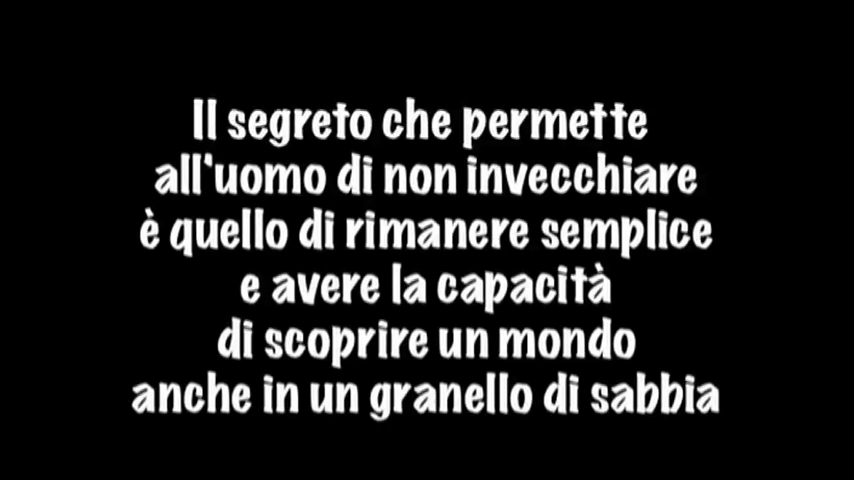 Il segreto che permette
all'uomo di non invecchiare
è quello di rimanere semplice
e avere la capacità
di scoprire un mondo
anche in un granello di sabbia